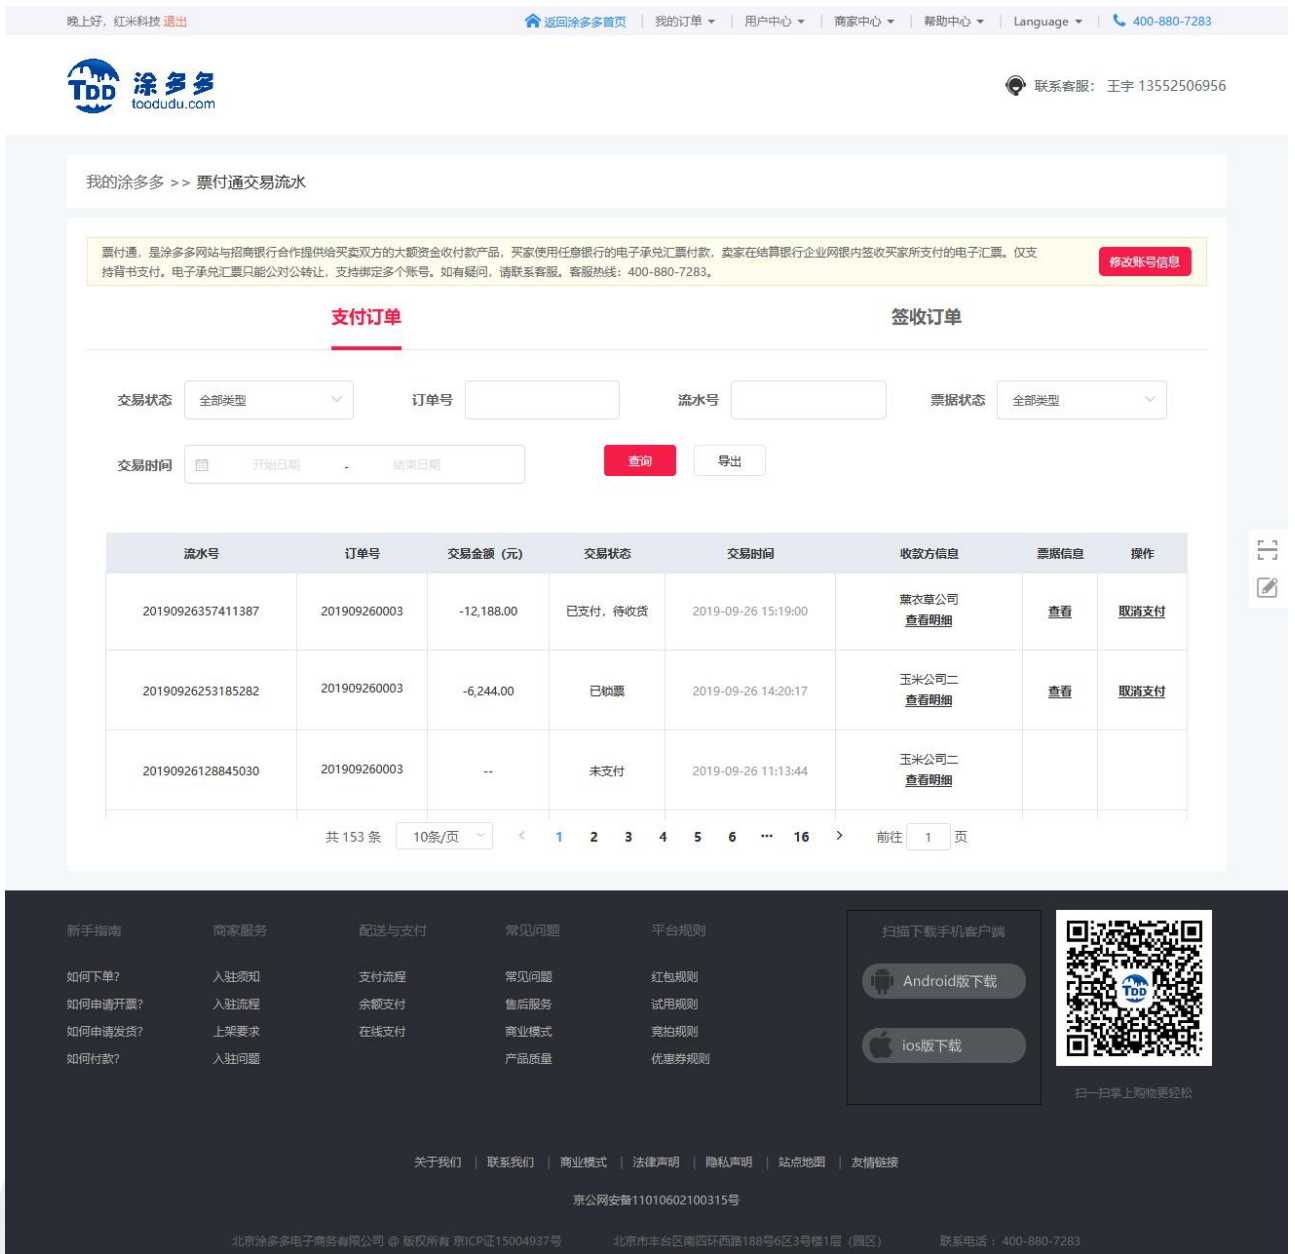 晚上好，红米科技 退出
返回涂多多首页 | 我的订单 | 用户中心 | 商家中心 | 帮助中心 | Language | 400-880-7283
TDD 涂多多
toodudu.com
联系客服： 王宇 13552506956
我的涂多多 >> 票付通交易流水
票付通，是涂多多网站与招商银行合作提供给买卖双方的大额资金收付款产品，买家使用任意银行的电子承兑汇票付款，卖家在结算银行企业网银内签收买家所支付的电子汇票。仅支
持背书支付。电子承兑汇票只能公对公转让，支持绑定多个账号。如有疑问，请联系客服。客服热线：400-880-7283。
修改账号信息
支付订单 签收订单
交易状态 全部类型 订单号 流水号 票据状态 全部类型
交易时间 开始日期 - 结束日期 查询 导出
流水号 订单号 交易金额（元） 交易状态 交易时间 收款方信息 票据信息 操作
20190926357411387 201909260003 -12,188.00 已支付，待收货 2019-09-26 15:19:00 薰衣草公司 查看明细 查看 取消支付
20190926253185282 201909260003 -6,244.00 已锁票 2019-09-26 14:20:17 玉米公司二 查看明细 查看 取消支付
20190926128845030 201909260003 -- 未支付 2019-09-26 11:13:44 玉米公司二 查看明细
共 153 条 10条/页 < 1 2 3 4 5 6 ··· 16 > 前往 1 页
新手指南 商家服务 配送与支付 常见问题 平台规则 扫描下载手机客户端
如何下单? 入驻须知 支付流程 常见问题 红包规则
Android版下载
如何申请开票? 入驻流程 余额支付 售后服务 试用规则
TDD
如何申请发货? 上架要求 在线支付 商业模式 竞拍规则
ios版下载
如何付款? 入驻问题 产品质量 优惠券规则
扫一扫掌上购物更轻松
关于我们 | 联系我们 | 商业模式 | 法律声明 | 隐私声明 | 站点地图 | 友情链接
京公网安备11010602100315号
北京涂多多电子商务有限公司 @ 版权所有 京ICP证15004937号 北京市丰台区南四环西路188号6区3号楼1层（园区） 联系电话： 400-880-7283